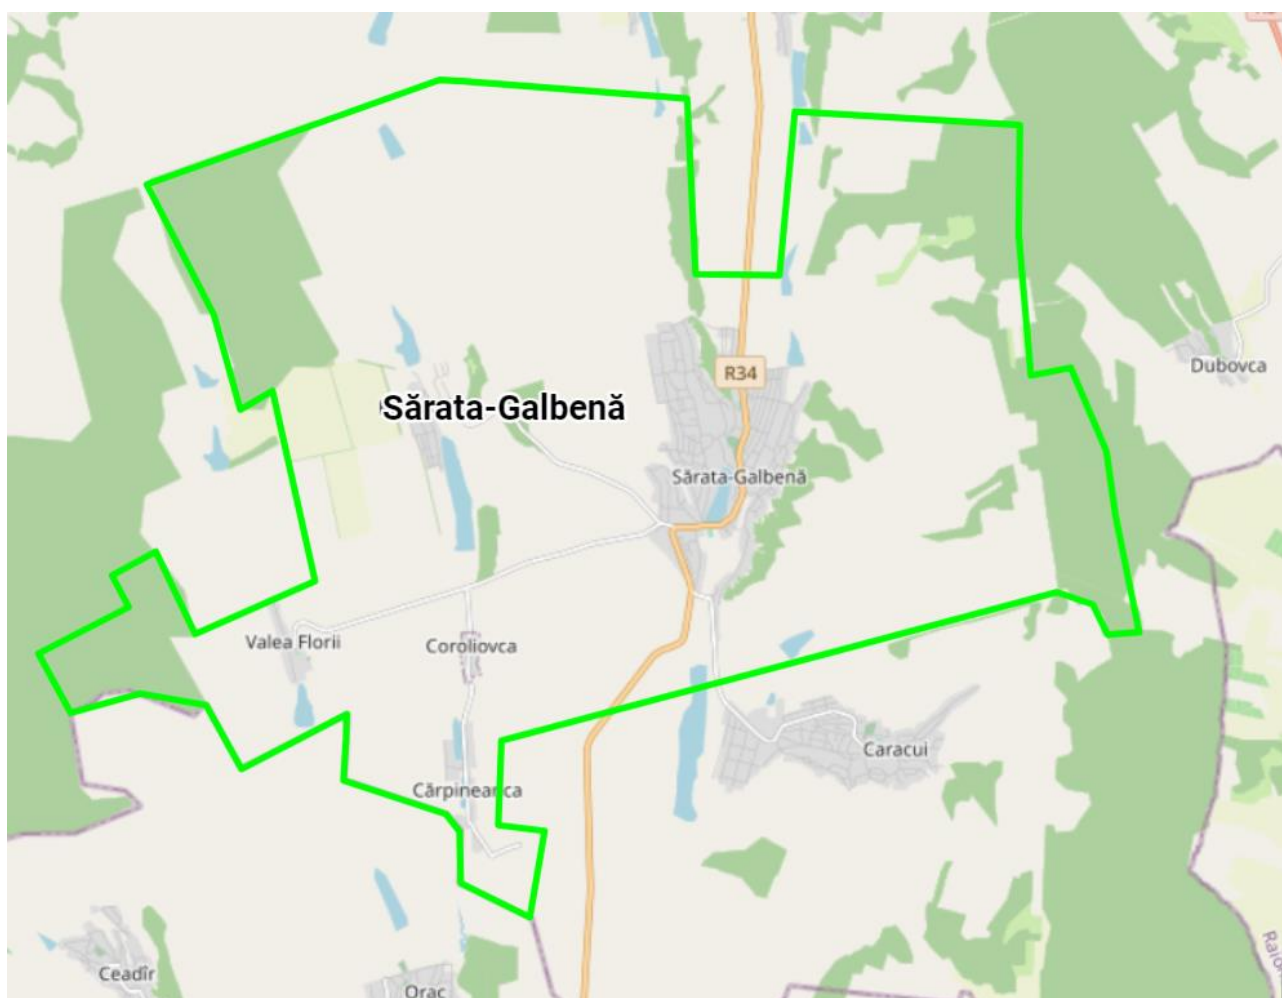 R34
Dubovca
Sărata-Galbenă
Sărata-Galbenă
Valea Florii
Coroliovca
Caracui
Cărpineanca
Ceadîr
Orac